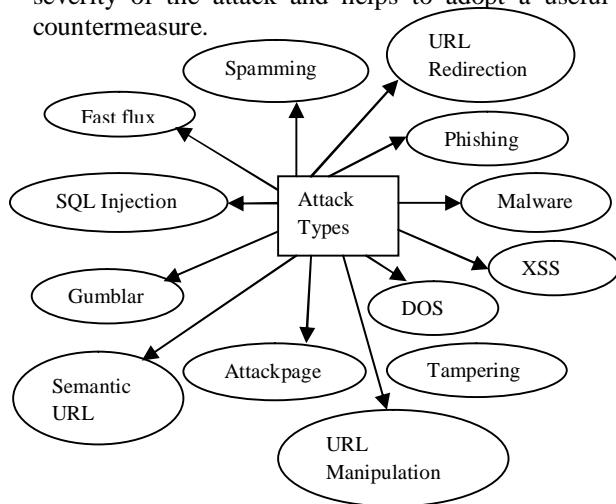 severity of the attack and helps to adopt a useful
countermeasure.
URL
Redirection
Spamming
Fast flux
Phishing
SQL Injection
Attack
Types
Malware
XSS
Gumblar
DOS
Attackpage
Tampering
Semantic
URL
URL
Manipulation